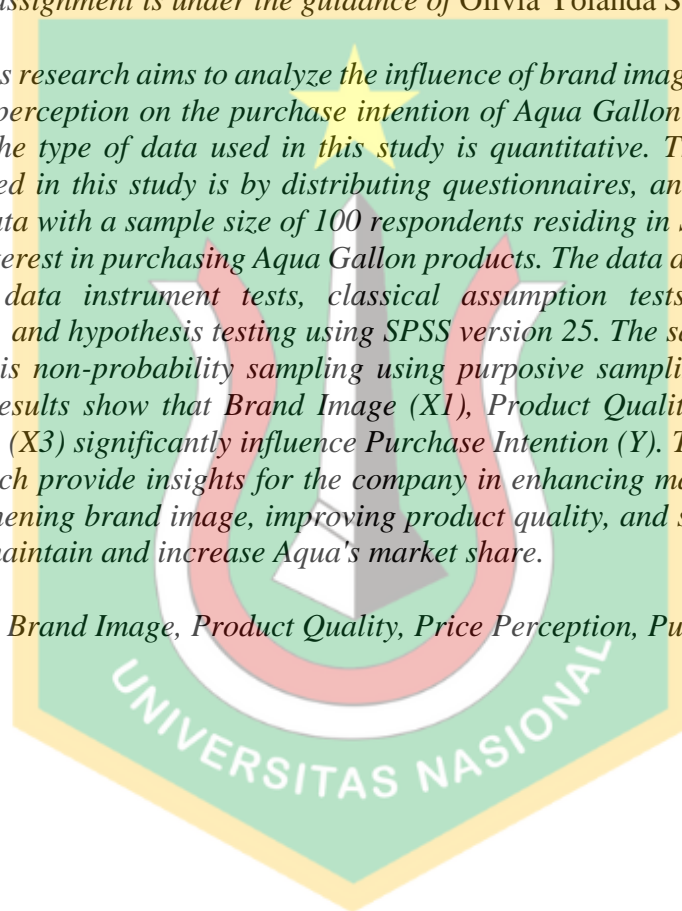 assignment is under the guidance of Olivia Yolanda S
s research aims to analyze the influence of brand imag
perception on the purchase intention of Aqua Gallon
he type of data used in this study is quantitative. T
ed in this study is by distributing questionnaires, an
ata with a sample size of 100 respondents residing in
terest in purchasing Aqua Gallon products. The data a
data instrument tests, classical assumption tests
and hypothesis testing using SPSS version 25. The sa
is non-probability sampling using purposive sampli
esults show that Brand Image (X1), Product Qualit
(X3) significantly influence Purchase Intention (Y). T
ch provide insights for the company in enhancing ma
hening brand image, improving product quality, and s
naintain and increase Aqua's market share.
Brand Image, Product Quality, Price Perception, Pu
UNIVERSITAS NASIONAL